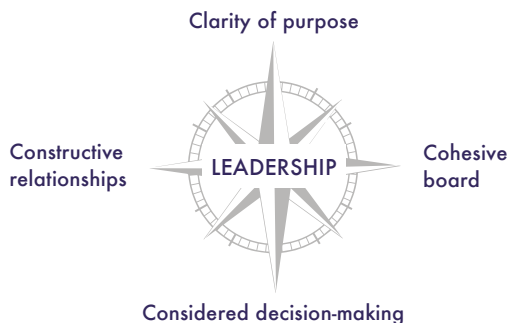 Clarity of purpose
Constructive
relationships
LEADERSHIP
Cohesive
board
Considered decision-making